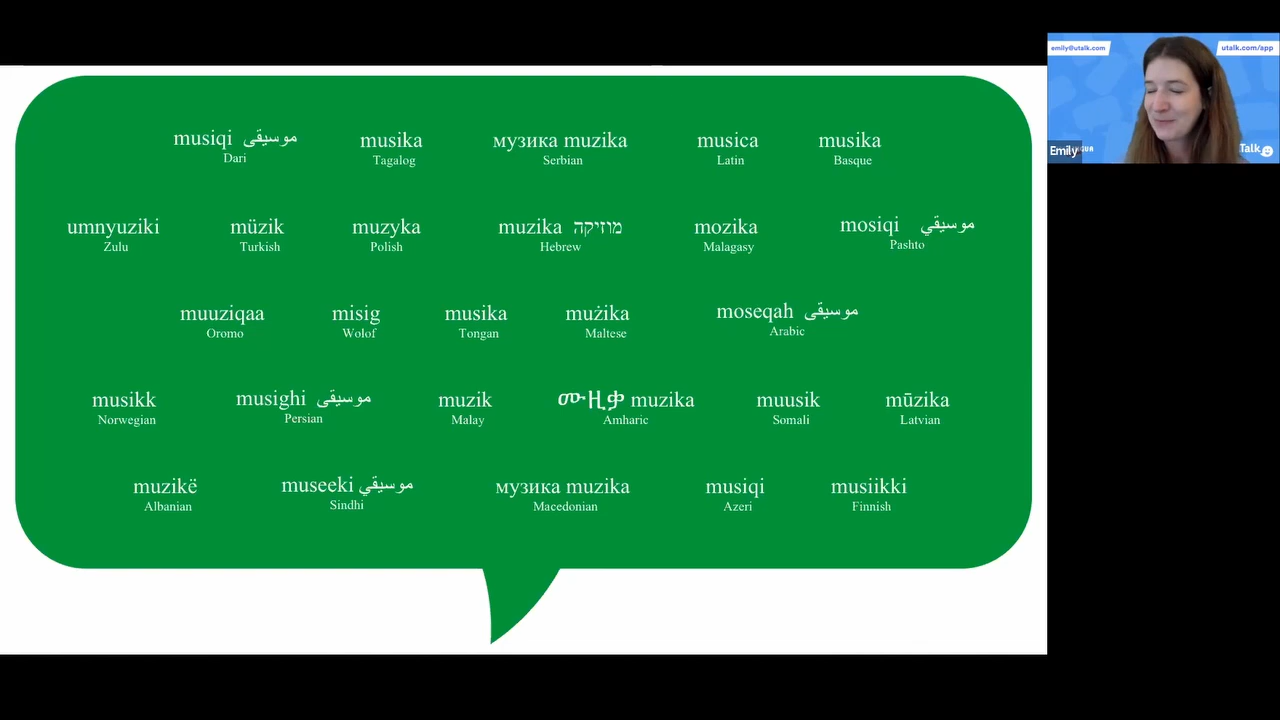 emily@utalk.com
utalk.com/app
Emily
Talk
musiqi موسيقى musika музика muzika musica musika
Dari Tagalog Serbian Latin Basque
umnyuziki müzik muzyka muzika מוזיקה mozika mosiqi موسيقي
Zulu Turkish Polish Hebrew Malagasy Pashto
muuziqaa misig musika mużika moseqah موسيقى
Oromo Wolof Tongan Maltese Arabic
musikk musighi موسیقی muzik ሙዚቃ muzika muusik mūzika
Norwegian Persian Malay Amharic Somali Latvian
muzikë museeki موسيقي музика muzika musiqi musiikki
Albanian Sindhi Macedonian Azeri Finnish